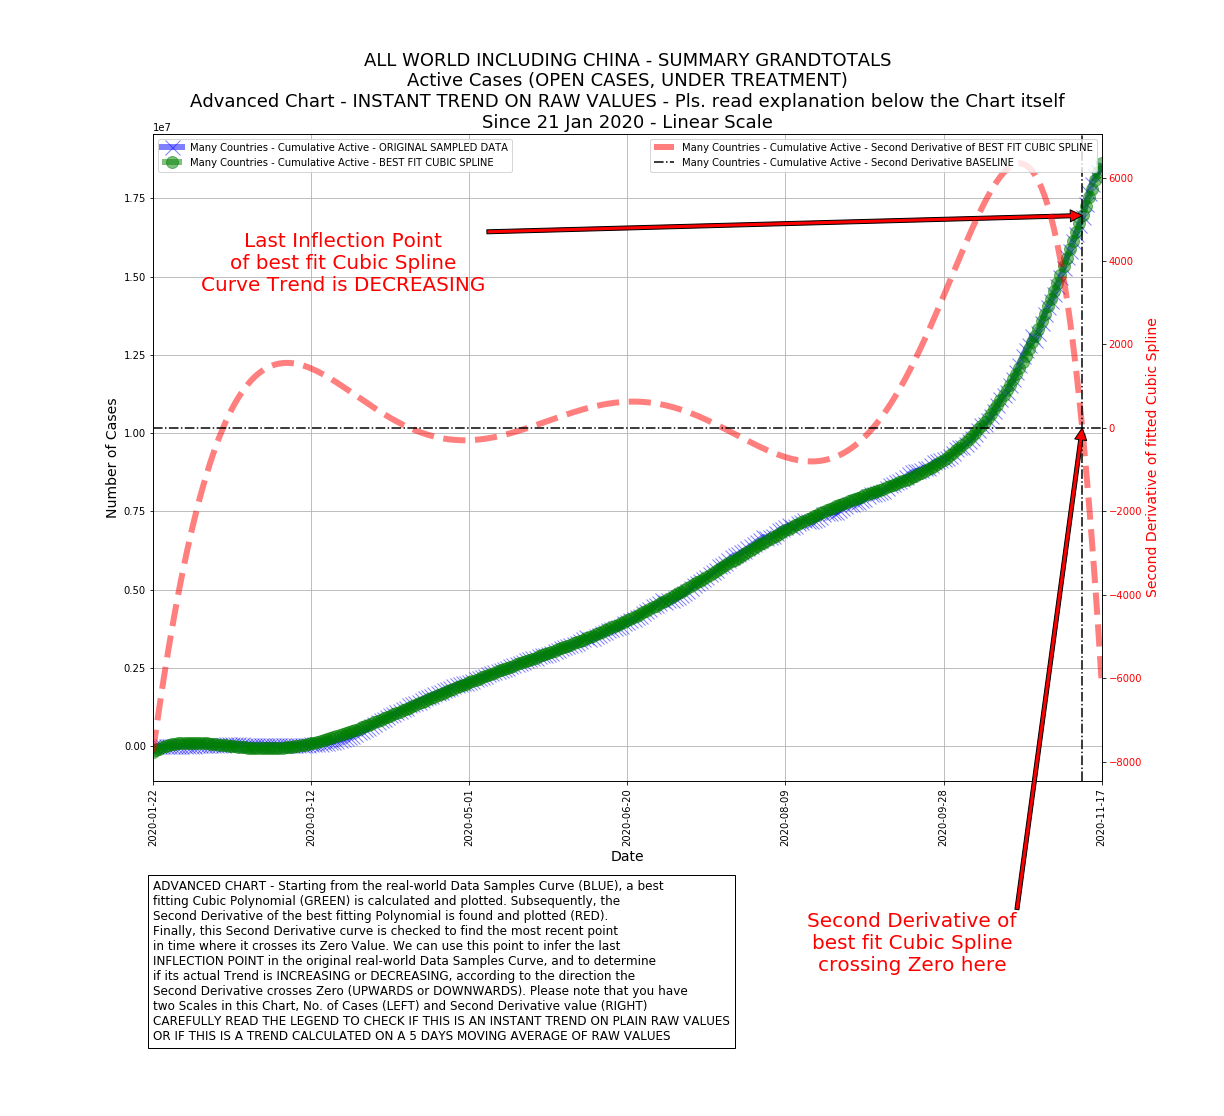 ALL WORLD INCLUDING CHINA - SUMMARY GRANDTOTALS
Active Cases (OPEN CASES, UNDER TREATMENT)
Advanced Chart - INSTANT TREND ON RAW VALUES - Pls. read explanation below the Chart itself
Since 21 Jan 2020 - Linear Scale
1e7
Many Countries - Cumulative Active - ORIGINAL SAMPLED DATA
Many Countries - Cumulative Active - BEST FIT CUBIC SPLINE
Many Countries - Cumulative Active - Second Derivative of BEST FIT CUBIC SPLINE
Many Countries - Cumulative Active - Second Derivative BASELINE
Last Inflection Point
of best fit Cubic Spline
Curve Trend is DECREASING
Number of Cases
1.75
1.50
1.25
1.00
0.75
0.50
0.25
0.00
6000
4000
2000
0
−2000
−4000
−6000
−8000
Second Derivative of fitted Cubic Spline
2020-01-22
2020-03-12
2020-05-01
2020-06-20
2020-08-09
2020-09-28
2020-11-17
Date
Second Derivative of
best fit Cubic Spline
crossing Zero here
ADVANCED CHART - Starting from the real-world Data Samples Curve (BLUE), a best
fitting Cubic Polynomial (GREEN) is calculated and plotted. Subsequently, the
Second Derivative of the best fitting Polynomial is found and plotted (RED).
Finally, this Second Derivative curve is checked to find the most recent point
in time where it crosses its Zero Value. We can use this point to infer the last
INFLECTION POINT in the original real-world Data Samples Curve, and to determine
if its actual Trend is INCREASING or DECREASING, according to the direction the
Second Derivative crosses Zero (UPWARDS or DOWNWARDS). Please note that you have
two Scales in this Chart, No. of Cases (LEFT) and Second Derivative value (RIGHT)
CAREFULLY READ THE LEGEND TO CHECK IF THIS IS AN INSTANT TREND ON PLAIN RAW VALUES
OR IF THIS IS A TREND CALCULATED ON A 5 DAYS MOVING AVERAGE OF RAW VALUES